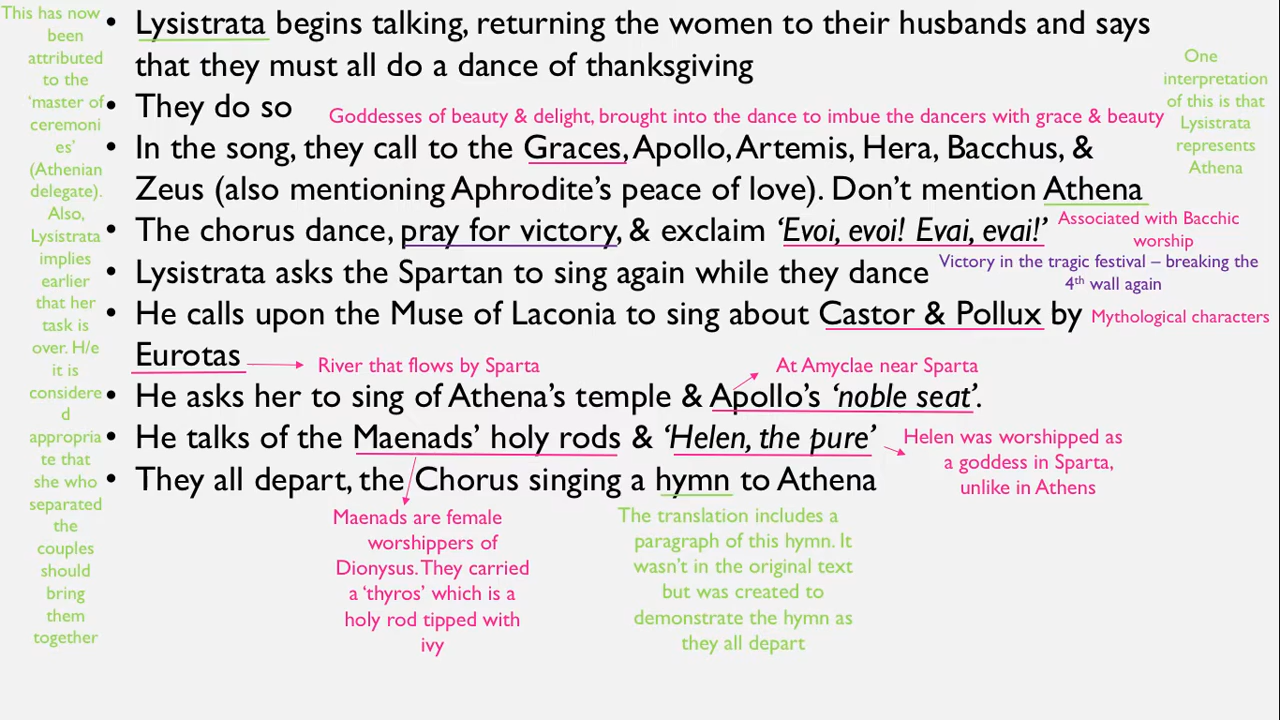 This has now
been
attributed
to the
‘master of
ceremoni
es’
(Athenian
delegate).
Also,
Lysistrata
implies
earlier
that her
task is
over. H/e
it is
considere
d
appropria
te that
she who
separated
the
couples
should
bring
them
together
• Lysistrata begins talking, returning the women to their husbands and says
that they must all do a dance of thanksgiving
One
interpretation
of this is that
Lysistrata
represents
Athena
• They do so
Goddesses of beauty & delight, brought into the dance to imbue the dancers with grace & beauty
• In the song, they call to the Graces, Apollo, Artemis, Hera, Bacchus, &
Zeus (also mentioning Aphrodite’s peace of love). Don’t mention Athena
• The chorus dance, pray for victory, & exclaim ‘Evoi, evoi! Evai, evai!’
Associated with Bacchic
worship
• Lysistrata asks the Spartan to sing again while they dance
Victory in the tragic festival – breaking the
4th wall again
• He calls upon the Muse of Laconia to sing about Castor & Pollux by
Mythological characters
Eurotas
River that flows by Sparta
At Amyclae near Sparta
• He asks her to sing of Athena’s temple & Apollo’s ‘noble seat’.
• He talks of the Maenads’ holy rods & ‘Helen, the pure’
Helen was worshipped as
a goddess in Sparta,
unlike in Athens
• They all depart, the Chorus singing a hymn to Athena
Maenads are female
worshippers of
Dionysus. They carried
a ‘thyros’ which is a
holy rod tipped with
ivy
The translation includes a
paragraph of this hymn. It
wasn’t in the original text
but was created to
demonstrate the hymn as
they all depart